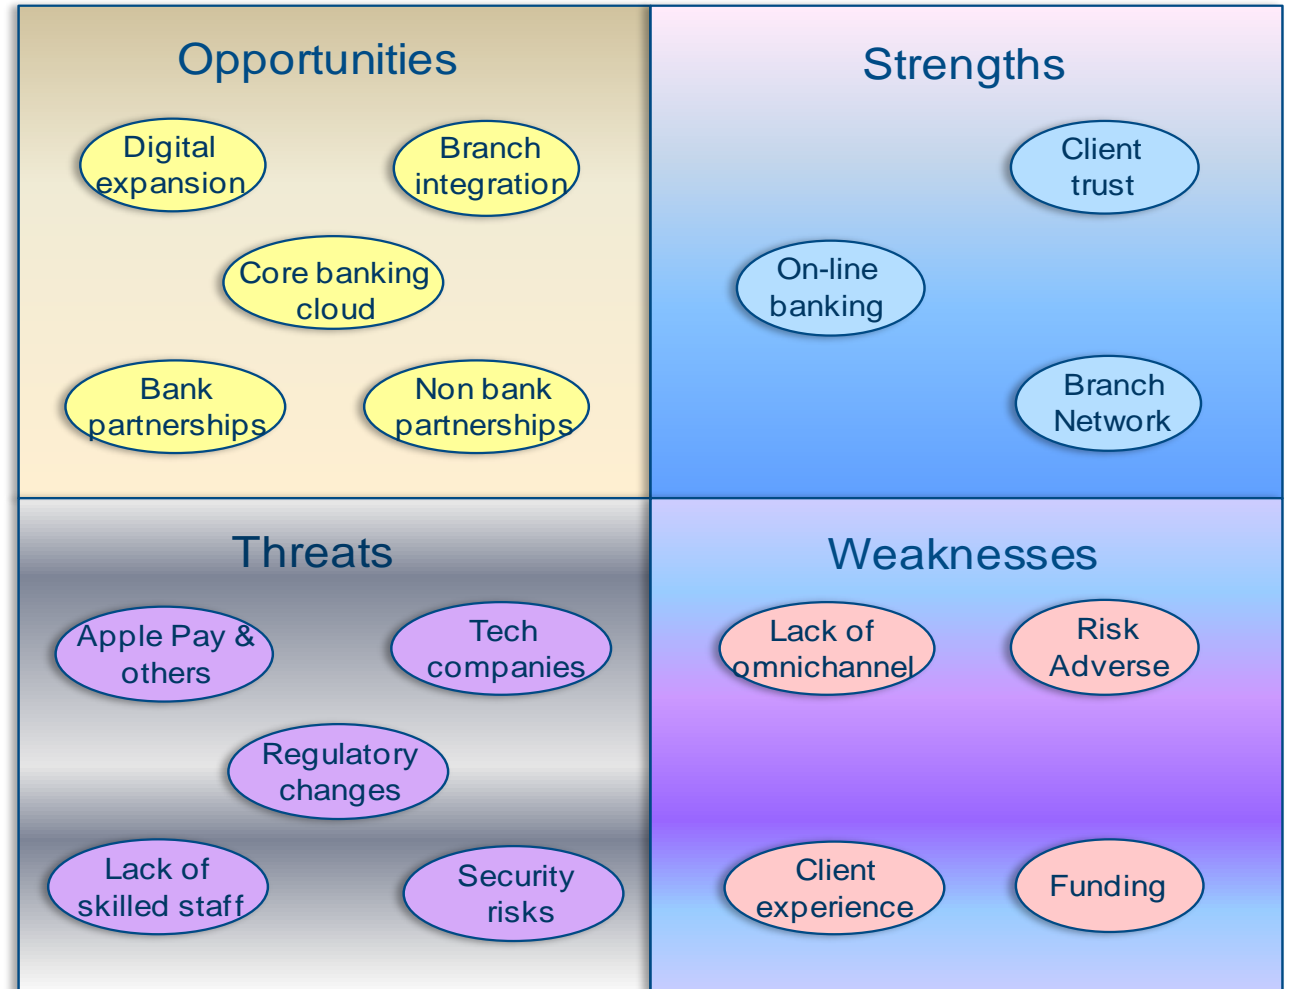 Opportunities
Digital
expansion
Branch
integration
Core banking
cloud
Bank
partnerships
Non bank
partnerships
Strengths
Client
trust
On-line
banking
Branch
Network
Threats
Apple Pay &
others
Tech
companies
Regulatory
changes
Lack of
skilled staff
Security
risks
Weaknesses
Lack of
omnichannel
Risk
Adverse
Client
experience
Funding